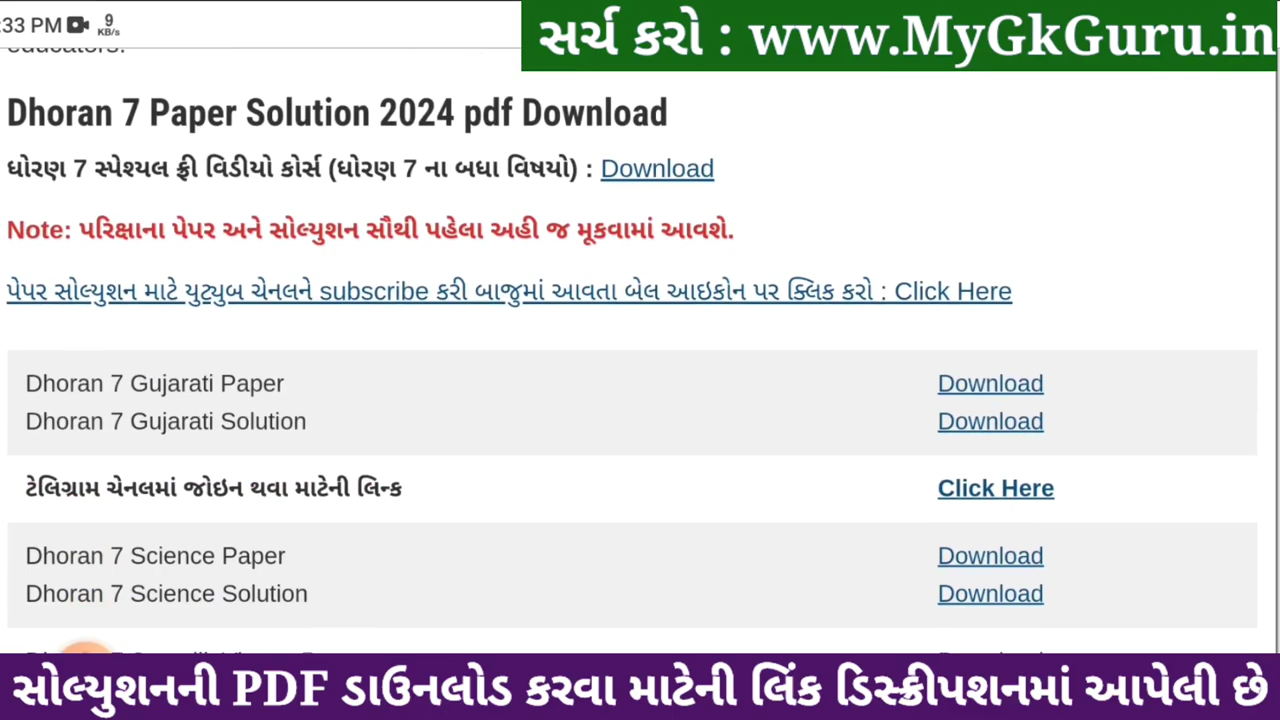 :33 PM 9 KB/s
સર્ચ કરો : www.MyGkGuru.in
educators.
Dhoran 7 Paper Solution 2024 pdf Download
ધોરણ 7 સ્પેશ્યલ ફ્રી વિડીયો કોર્સ (ધોરણ 7 ના બધા વિષયો) : Download
Note: પરિક્ષાના પેપર અને સોલ્યુશન સૌથી પહેલા અહી જ મૂકવામાં આવશે.
પેપર સોલ્યુશન માટે યુટ્યુબ ચેનલને subscribe કરી બાજુમાં આવતા બેલ આઇકોન પર ક્લિક કરો : Click Here
Dhoran 7 Gujarati Paper Download
Dhoran 7 Gujarati Solution Download
ટેલિગ્રામ ચેનલમાં જોઇન થવા માટેની લિન્ક Click Here
Dhoran 7 Science Paper Download
Dhoran 7 Science Solution Download
સોલ્યુશનની PDF ડાઉનલોડ કરવા માટેની લિંક ડિસ્ક્રીપશનમાં આપેલી છે